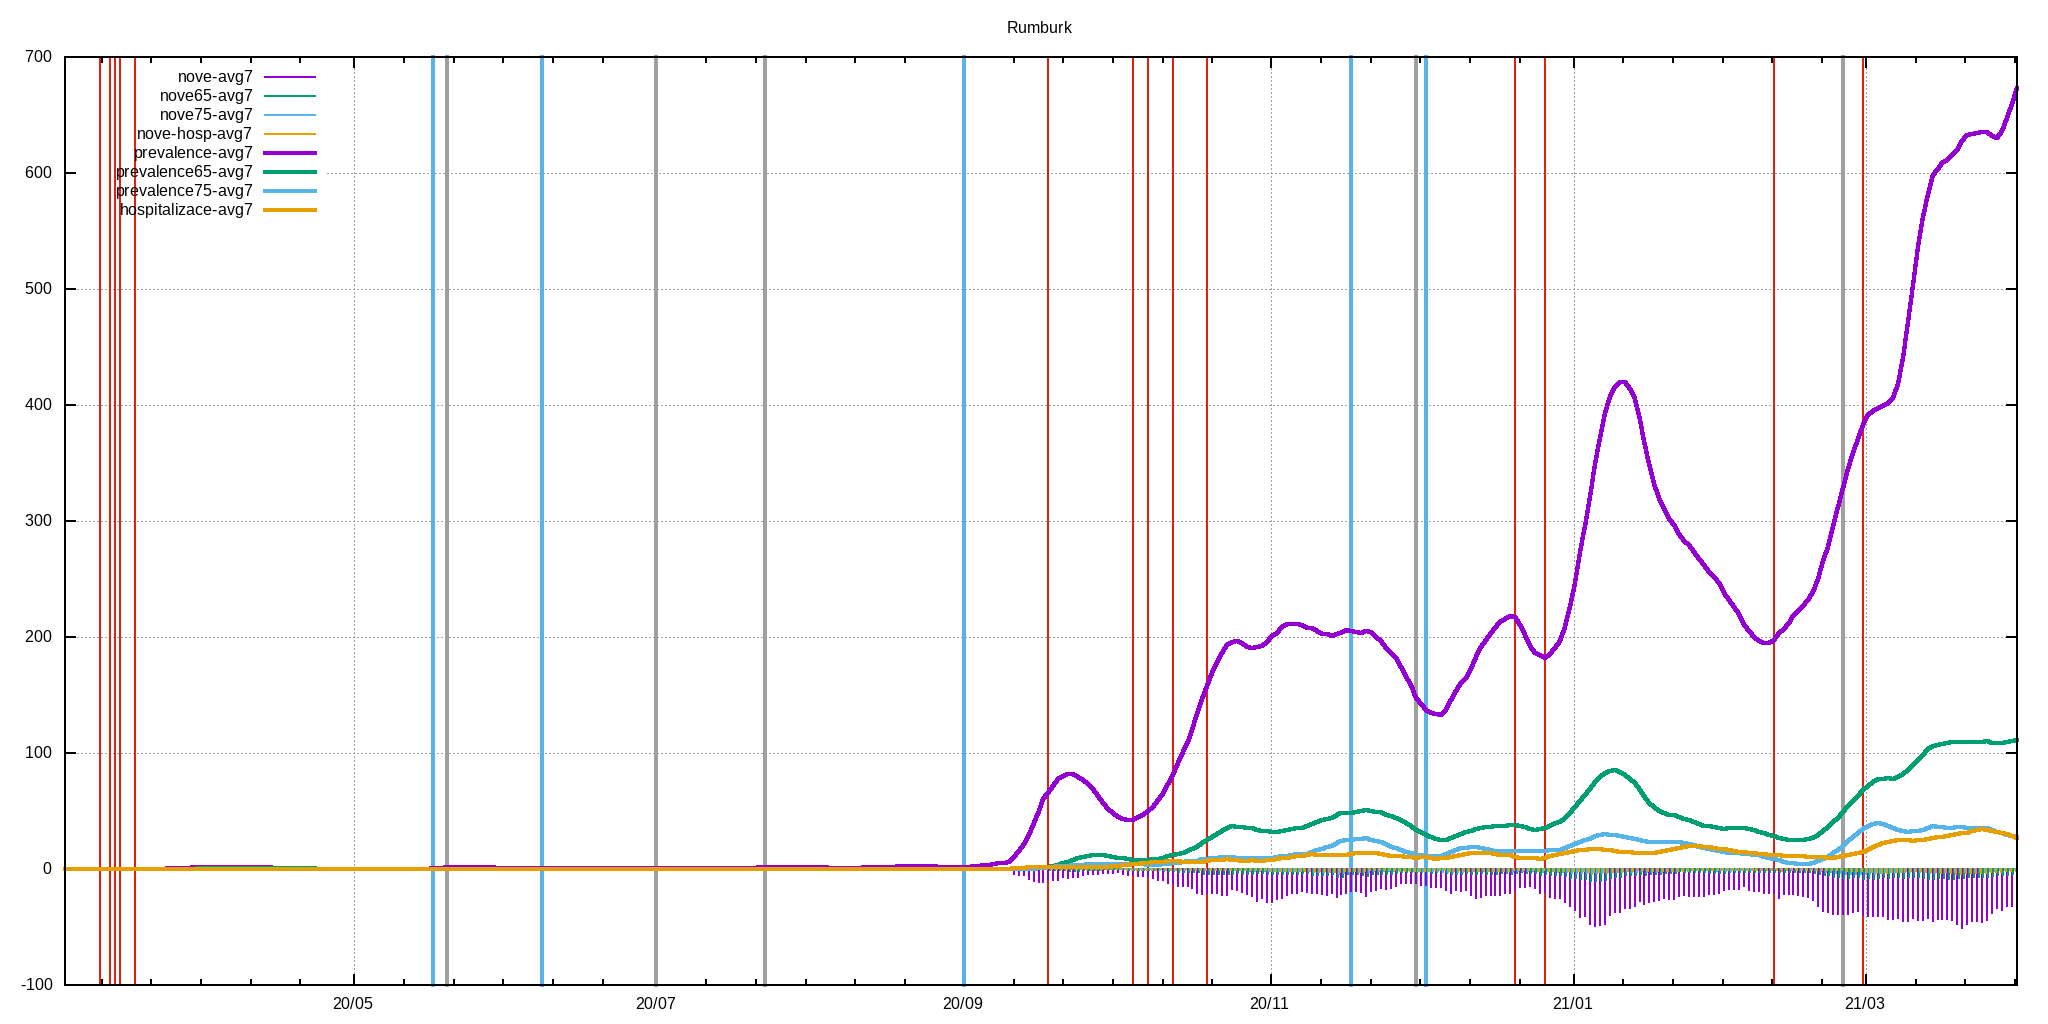 Rumburk
700
600
500
400
300
200
100
0
-100
nove-avg7
nove65-avg7
nove75-avg7
nove-hosp-avg7
prevalence-avg7
prevalence65-avg7
prevalence75-avg7
hospitalizace-avg7
20/05 20/07 20/09 20/11 21/01 21/03